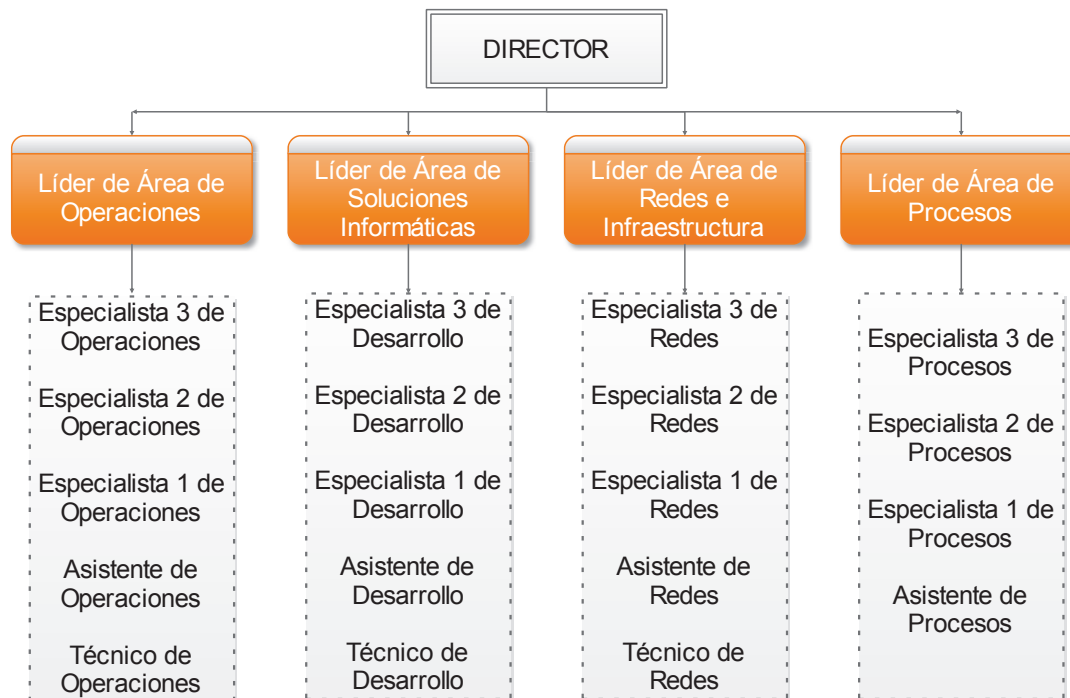 DIRECTOR
Líder de Área de
Operaciones
Líder de Área de
Soluciones
Informáticas
Líder de Área de
Redes e
Infraestructura
Líder de Área de
Procesos
Especialista 3 de
Operaciones
Especialista 2 de
Operaciones
Especialista 1 de
Operaciones
Asistente de
Operaciones
Técnico de
Operaciones
Especialista 3 de
Desarrollo
Especialista 2 de
Desarrollo
Especialista 1 de
Desarrollo
Asistente de
Desarrollo
Técnico de
Desarrollo
Especialista 3 de
Redes
Especialista 2 de
Redes
Especialista 1 de
Redes
Asistente de
Redes
Técnico de
Redes
Especialista 3 de
Procesos
Especialista 2 de
Procesos
Especialista 1 de
Procesos
Asistente de
Procesos